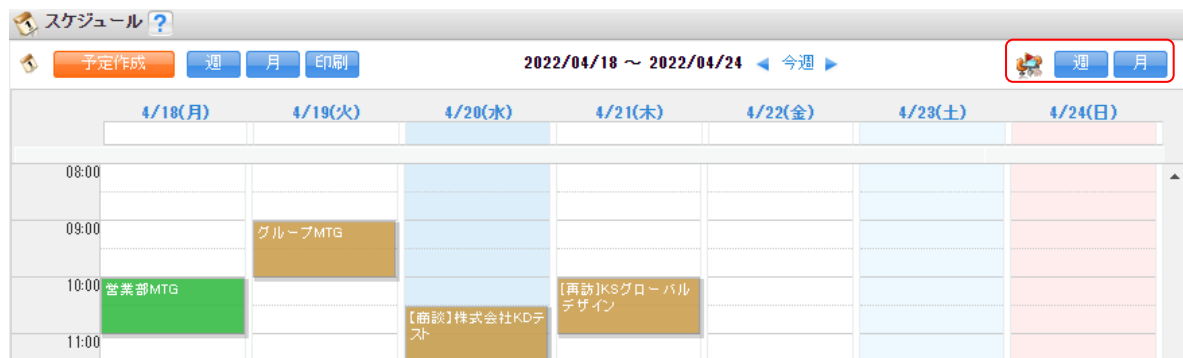 スケジュール ?
予定作成 週 月 印刷 2022/04/18 ～ 2022/04/24 ◀ 今週 ▶ 週 月
4/18(月) 4/19(火) 4/20(水) 4/21(木) 4/22(金) 4/23(土) 4/24(日)
08:00
09:00 グループMTG
10:00 営業部MTG [再訪]KSグローバル
デザイン
[商談]株式会社KDテ
スト
11:00